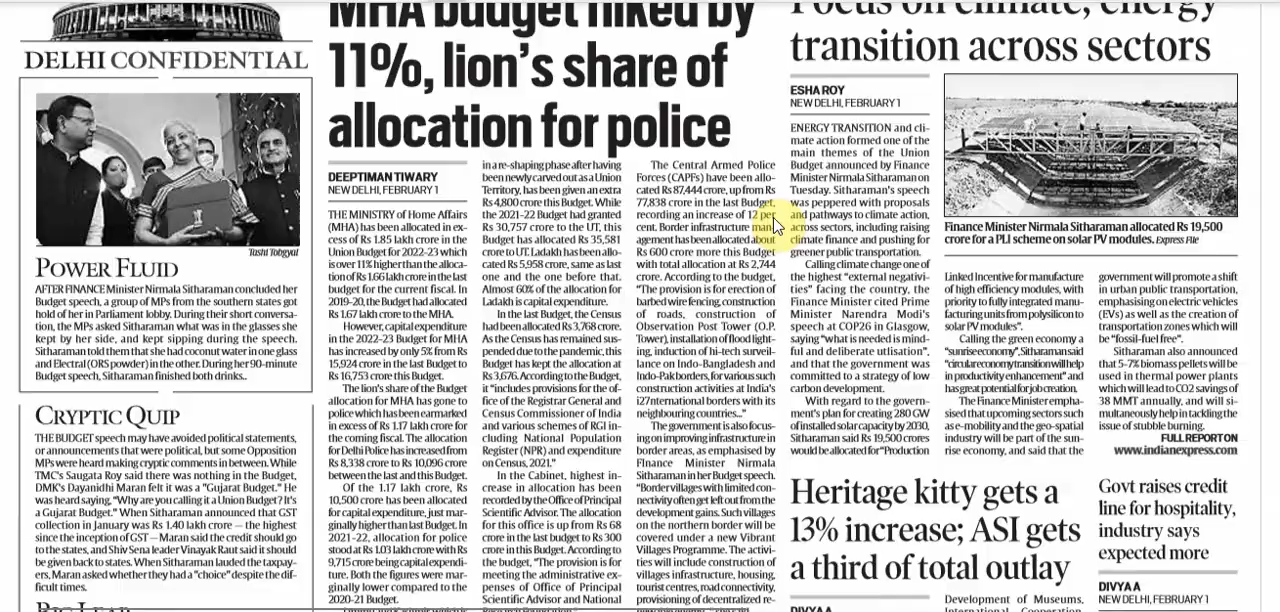 DELHI CONFIDENTIAL
Tashi Tobgyal
POWER FLUID
AFTER FINANCE Minister Nirmala Sitharaman concluded her
Budget speech, a group of MPs from the southern states got
hold of her in Parliament lobby. During their short conversa-
tion, the MPs asked Sitharaman what was in the glasses she
kept by her side, and kept sipping during the speech.
Sitharaman told them that she had coconut water in one glass
and Electral (ORS powder) in the other. During her 90-minute
Budget speech, Sitharaman finished both drinks..
CRYPTIC QUIP
THE BUDGET speech may have avoided political statements,
or announcements that were political, but some Opposition
MPs were heard making cryptic comments in between. While
TMC's Saugata Roy said there was nothing in the Budget,
DMK's Dayanidhi Maran felt it was a "Gujarat Budget." He
was heard saying, "Why are you calling it a Union Budget? It's
a Gujarat Budget." When Sitharaman announced that GST
collection in January was Rs 1.40 lakh crore — the highest
since the inception of GST — Maran said the credit should go
to the states, and Shiv Sena leader Vinayak Raut said it should
be given back to states. When Sitharaman lauded the taxpay-
ers, Maran asked whether they had a "choice" despite the dif-
ficult times.
MHA budget hiked by
11%, lion's share of
allocation for police
DEEPTIMAN TIWARY
NEW DELHI, FEBRUARY 1
THE MINISTRY of Home Affairs
(MHA) has been allocated in ex-
cess of Rs 1.85 lakh crore in the
Union Budget for 2022-23 which
is over 11% higher than the alloca-
tion of Rs 1.66 lakh crore in the last
budget for the current fiscal. In
2019-20, the Budget had allocated
Rs 1.67 lakh crore to the MHA.
However, capital expenditure
in the 2022-23 Budget for MHA
has increased by only 5% from Rs
15,924 crore in the last Budget to
Rs 16,753 crore this Budget.
The lion's share of the Budget
allocation for MHA has gone to
police which has been earmarked
in excess of Rs 1.17 lakh crore for
the coming fiscal. The allocation
for Delhi Police has increased from
Rs 8,338 crore to Rs 10,096 crore
between the last and this Budget.
Of the 1.17 lakh crore, Rs
10,500 crore has been allocated
for capital expenditure, just mar-
ginally higher than last Budget. In
2021-22, allocation for police
stood at Rs 1.03 lakh crore with Rs
9,715 crore being capital expendi-
ture. Both the figures were mar-
ginally lower compared to the
2020-21 Budget.
in a re-shaping phase after having
been newly carved out as a Union
Territory, has been given an extra
Rs 4,800 crore this Budget. While
the 2021-22 Budget had granted
Rs 30,757 crore to the UT, this
Budget has allocated Rs 35,581
crore to UT. Ladakh has been allo-
cated Rs 5,958 crore, same as last
one and the one before that.
Almost 60% of the allocation for
Ladakh is capital expenditure.
In the last Budget, the Census
had been allocated Rs 3,768 crore.
As the Census has remained sus-
pended due to the pandemic, this
Budget has kept the allocation at
Rs 3,676. According to the Budget,
it "includes provisions for the of-
fice of the Registrar General and
Census Commissioner of India
and various schemes of RGI in-
cluding National Population
Register (NPR) and expenditure
on Census, 2021."
In the Cabinet, highest in-
crease in allocation has been
recorded by the Office of Principal
Scientific Advisor. The allocation
for this office is up from Rs 68
crore in the last budget to Rs 300
crore in this Budget. According to
the budget, "The provision is for
meeting the administrative ex-
penses of Office of Principal
Scientific Advisor and National
The Central Armed Police
Forces (CAPFs) have been allo-
cated Rs 87,444 crore, up from Rs
77,838 crore in the last Budget,
recording an increase of 12 per
cent. Border infrastructure man-
agement has been allocated about
Rs 600 crore more this Budget
with total allocation at Rs 2,744
crore. According to the budget,
"The provision is for erection of
barbed wire fencing, construction
of roads, construction of
Observation Post Tower (O.P.
Tower), installation of flood light-
ing, induction of hi-tech surveil-
lance on Indo-Bangladesh and
Indo-Pak borders, for various such
construction activities at India's
i27nternational borders with its
neighbouring countries..."
The government is also focus-
ing on improving infrastructure in
border areas, as emphasised by
FInance Minister Nirmala
Sitharaman in her Budget speech.
"Border villages with limited con-
nectivity often get left out from the
development gains. Such villages
on the northern border will be
covered under a new Vibrant
Villages Programme. The activi-
ties will include construction of
villages infrastructure, housing,
tourist centres, road connectivity,
provisioning of decentralized re-
Focus on climate, energy
transition across sectors
ESHA ROY
NEW DELHI, FEBRUARY 1
ENERGY TRANSITION and cli-
mate action formed one of the
main themes of the Union
Budget announced by Finance
Minister Nirmala Sitharaman on
Tuesday. Sitharaman's speech
was peppered with proposals
and pathways to climate action,
across sectors, including raising
climate finance and pushing for
greener public transportation.
Calling climate change one of
the highest "external negativi-
ties" facing the country, the
Finance Minister cited Prime
Minister Narendra Modi's
speech at COP26 in Glasgow,
saying "what is needed is mind-
ful and deliberate utlisation",
and that the government was
committed to a strategy of low
carbon development.
With regard to the govern-
ment's plan for creating 280 GW
of installed solar capacity by 2030,
Sitharaman said Rs 19,500 crores
would be allocated for "Production
Finance Minister Nirmala Sitharaman allocated Rs 19,500
crore for a PLI scheme on solar PV modules. Express File
Linked Incentive for manufacture
of high efficiency modules, with
priority to fully integrated manu-
facturing units from polysilicon to
solar PV modules".
Calling the green economy a
"sunrise economy", Sitharaman said
"circular economy transition will help
in productivity enhancement" and
has great potential for job creation.
The Finance Minister empha-
sised that upcoming sectors such
as e-mobility and the geo-spatial
industry will be part of the sun-
rise economy, and said that the
government will promote a shift
in urban public transportation,
emphasising on electric vehicles
(EVs) as well as the creation of
transportation zones which will
be "fossil-fuel free".
Sitharaman also announced
that 5-7% biomass pellets will be
used in thermal power plants
which will lead to CO2 savings of
38 MMT annually, and will si-
multaneously help in tackling the
issue of stubble burning.
FULL REPORT ON
www.indianexpress.com
Heritage kitty gets a
13% increase; ASI gets
a third of total outlay
DIVYA A
Development of Museums,
International Cooperation
Govt raises credit
line for hospitality,
industry says
expected more
DIVYA A
NEW DELHI, FEBRUARY 1